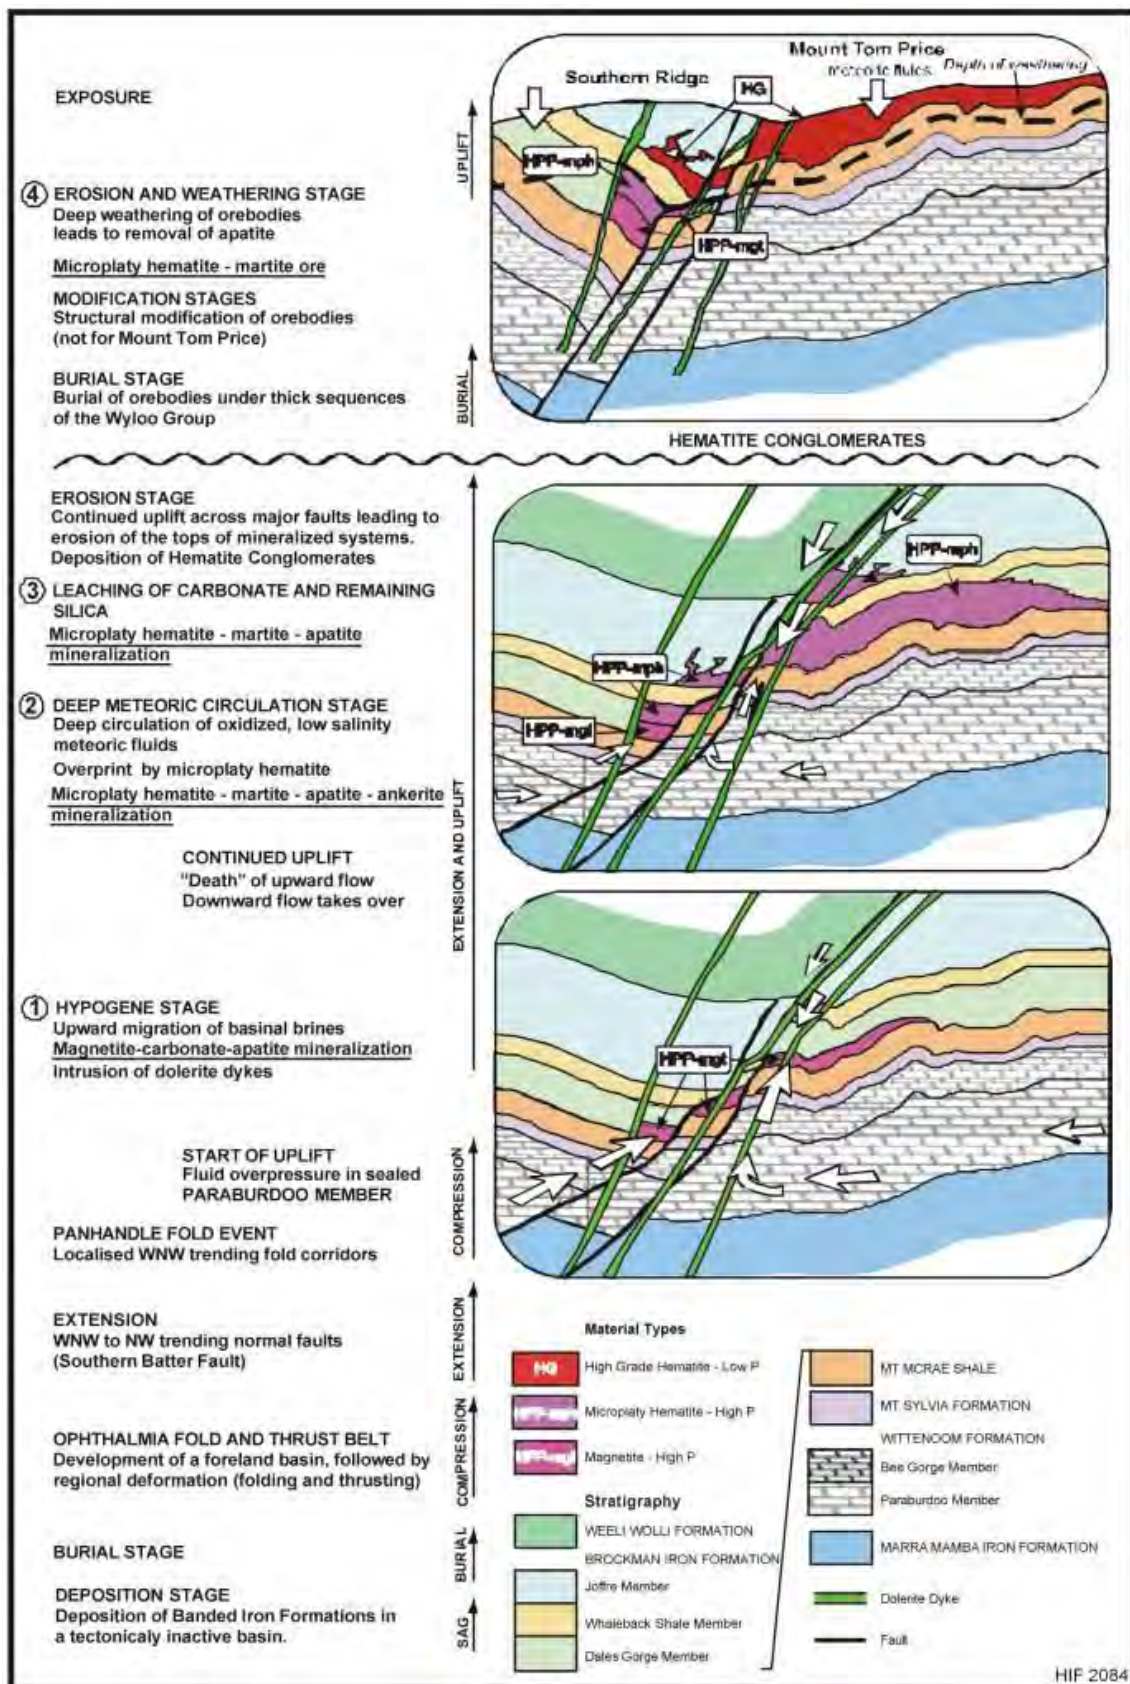 EXPOSURE
④ EROSION AND WEATHERING STAGE
Deep weathering of orebodies
leads to removal of apatite
Microplaty hematite - martite ore
MODIFICATION STAGES
Structural modification of orebodies
(not for Mount Tom Price)
BURIAL STAGE
Burial of orebodies under thick sequences
of the Wyloo Group
UPLIFT
BURIAL
Southern Ridge
Mount Tom Price
Depth of weathering
HG
HPP-mph
HPP-mgt
HEMATITE CONGLOMERATES
EROSION STAGE
Continued uplift across major faults leading to
erosion of the tops of mineralized systems.
Deposition of Hematite Conglomerates
③ LEACHING OF CARBONATE AND REMAINING
SILICA
Microplaty hematite - martite - apatite
mineralization
② DEEP METEORIC CIRCULATION STAGE
Deep circulation of oxidized, low salinity
meteoric fluids
Overprint by microplaty hematite
Microplaty hematite - martite - apatite - ankerite
mineralization
CONTINUED UPLIFT
"Death" of upward flow
Downward flow takes over
① HYPOGENE STAGE
Upward migration of basinal brines
Magnetite-carbonate-apatite mineralization
Intrusion of dolerite dykes
EXTENSION AND UPLIFT
HPP-mph
HPP-mph
HPP-mgt
HPP-mgt
START OF UPLIFT
Fluid overpressure in sealed
PARABURDOO MEMBER
PANHANDLE FOLD EVENT
Localised WNW trending fold corridors
COMPRESSION
EXTENSION
WNW to NW trending normal faults
(Southern Batter Fault)
EXTENSION
OPHTHALMIA FOLD AND THRUST BELT
Development of a foreland basin, followed by
regional deformation (folding and thrusting)
COMPRESSION
BURIAL STAGE
BURIAL
DEPOSITION STAGE
Deposition of Banded Iron Formations in
a tectonicaly inactive basin.
SAG
Material Types
HG
High Grade Hematite - Low P
HPP-mph
Microplaty Hematite - High P
HPP-mgt
Magnetite - High P
Stratigraphy
WEELI WOLLI FORMATION
BROCKMAN IRON FORMATION
Joffre Member
Whaleback Shale Member
Dales Gorge Member
MT MCRAE SHALE
MT SYLVIA FORMATION
WITTENOOM FORMATION
Bee Gorge Member
Paraburdoo Member
MARRA MAMBA IRON FORMATION
Dolerite Dyke
Fault
HIF 2084